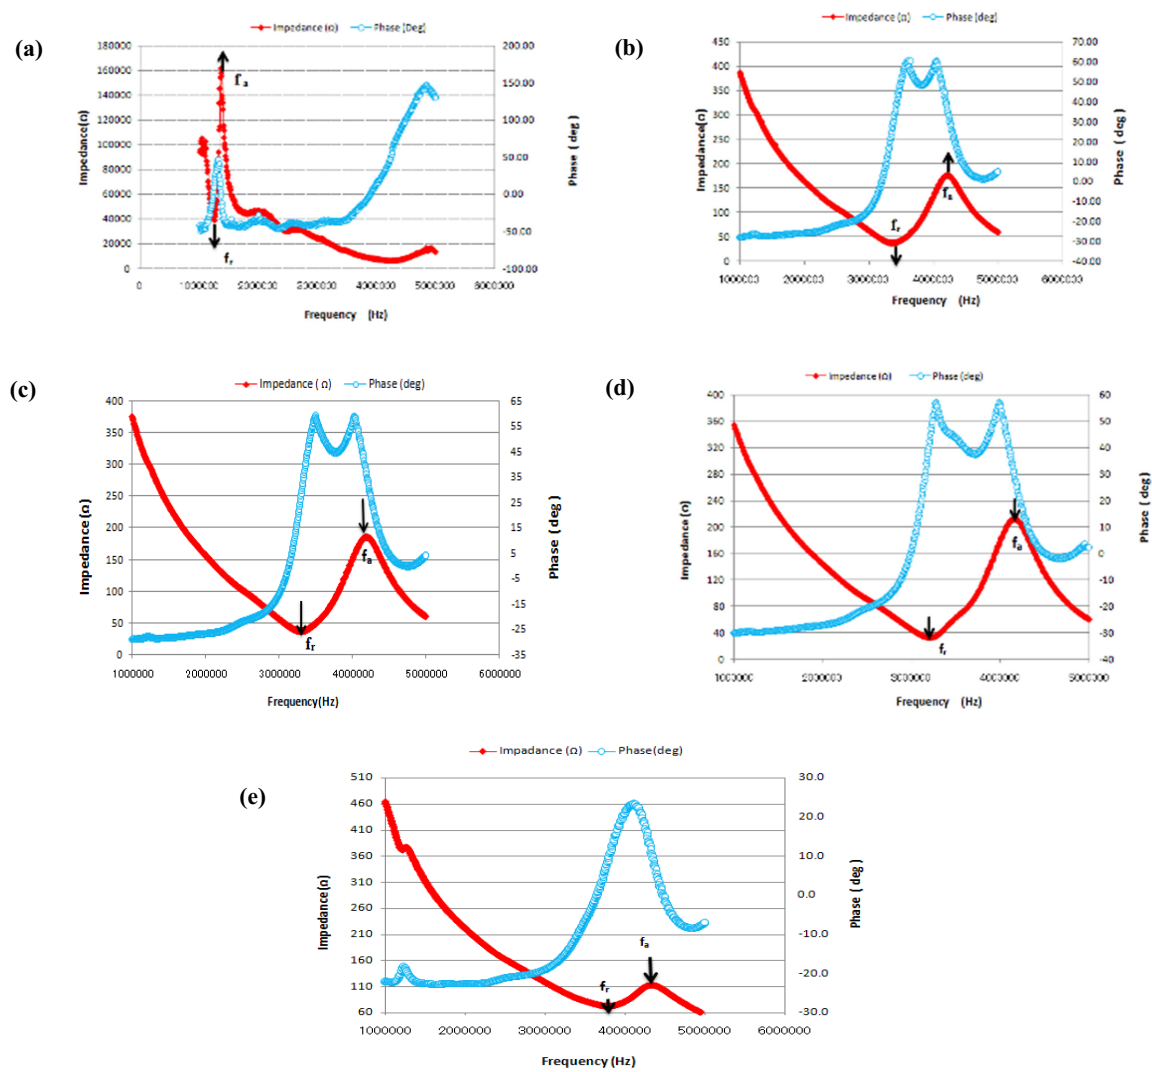 (a)
Impedance (Ω) Phase (Deg)
180000
160000
140000
120000
100000
80000
60000
40000
20000
0
200.00
150.00
100.00
50.00
0.00
-50.00
-100.00
0 1000000 2000000 3000000 4000000 5000000 6000000
Impedance(Ω)
Phase ( deg)
Frequency (Hz)
fa
fr
(b)
Impedance (Ω) Phase (deg)
450
400
350
300
250
200
150
100
50
0
70.00
60.00
50.00
40.00
30.00
20.00
10.00
0.00
-10.00
-20.00
-30.00
-40.00
1000000 2000000 3000000 4000000 5000000 6000000
Impedance(Ω)
Phase ( deg)
Frequency (Hz)
fa
fr
(c)
Impedance ( Ω) Phase (deg)
400
350
300
250
200
150
100
50
0
65
55
45
35
25
15
5
-5
-15
-25
-35
1000000 2000000 3000000 4000000 5000000 6000000
Impedance (Ω)
Phase ( deg)
Frequency(Hz)
fa
fr
(d)
Impedance (Ω) Phase (deg)
400
360
320
280
240
200
160
120
80
40
0
60
50
40
30
20
10
0
-10
-20
-30
-40
1000000 2000000 3000000 4000000 5000000
Impedance (Ω)
Phase ( deg)
Frequency (Hz)
fa
fr
(e)
Impadance (Ω) Phase(deg)
510
460
410
360
310
260
210
160
110
60
30.0
20.0
10.0
0.0
-10.0
-20.0
-30.0
1000000 2000000 3000000 4000000 5000000 6000000
Impedance(Ω)
Phase ( deg)
Frequency (Hz)
fa
fr